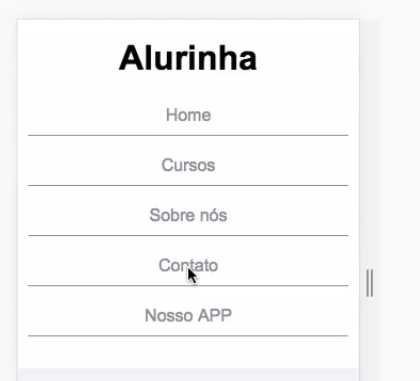 Alurinha
Home
Cursos
Sobre nós
Contato
Nosso APP